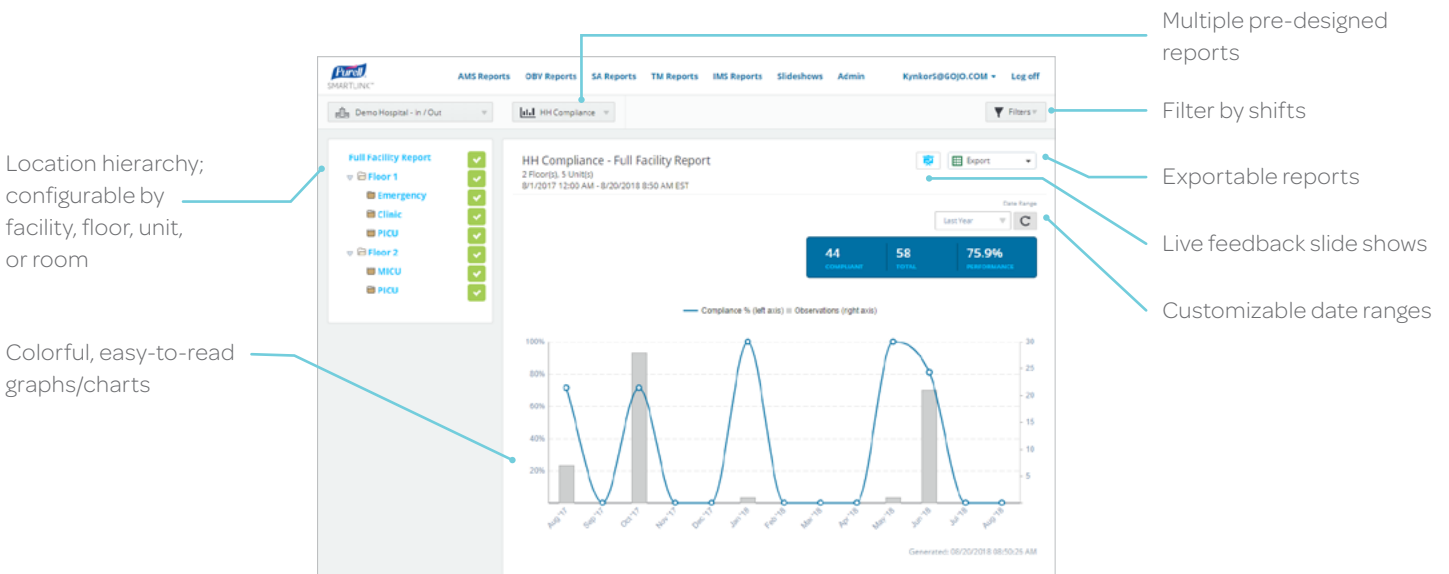 Multiple pre-designed
reports
Purell
SMARTLINK™
AMS Reports OBV Reports SA Reports TM Reports IMS Reports Slideshows Admin KynkorS@GOJO.COM Log off
Demo Hospital - In / Out
HH Compliance
Filters
Filter by shifts
Location hierarchy;
configurable by
facility, floor, unit,
or room
Full Facility Report
Floor 1
Emergency
Clinic
PICU
Floor 2
MICU
PICU
HH Compliance - Full Facility Report
2 Floor(s), 5 Unit(s)
8/1/2017 12:00 AM - 8/20/2018 8:50 AM EST
Export
Exportable reports
Date Range
Last Year
Live feedback slide shows
44 58 75.9%
COMPLIANT TOTAL PERFORMANCE
Customizable date ranges
Compliance % (left axis) Observations (right axis)
Colorful, easy-to-read
graphs/charts
100% 30
25
80%
20
60%
15
40%
10
20%
5
Aug '17 Sep '17 Oct '17 Nov '17 Dec '17 Jan '18 Feb '18 Mar '18 Apr '18 May '18 Jun '18 Jul '18 Aug '18
Generated: 08/20/2018 08:50:26 AM